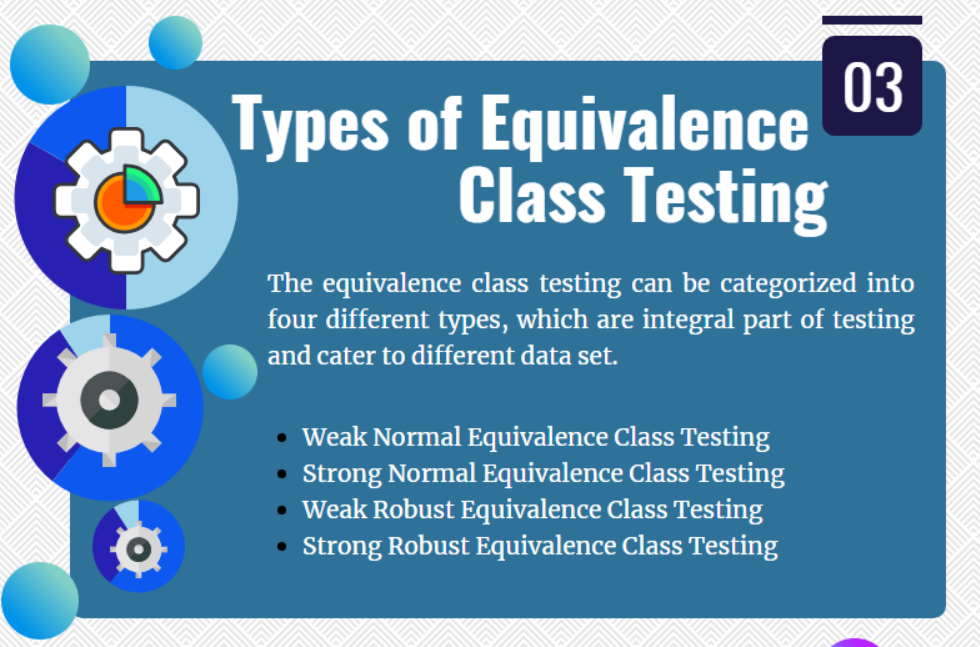 03
Types of Equivalence
Class Testing
The equivalence class testing can be categorized into
four different types, which are integral part of testing
and cater to different data set.
• Weak Normal Equivalence Class Testing
• Strong Normal Equivalence Class Testing
• Weak Robust Equivalence Class Testing
• Strong Robust Equivalence Class Testing